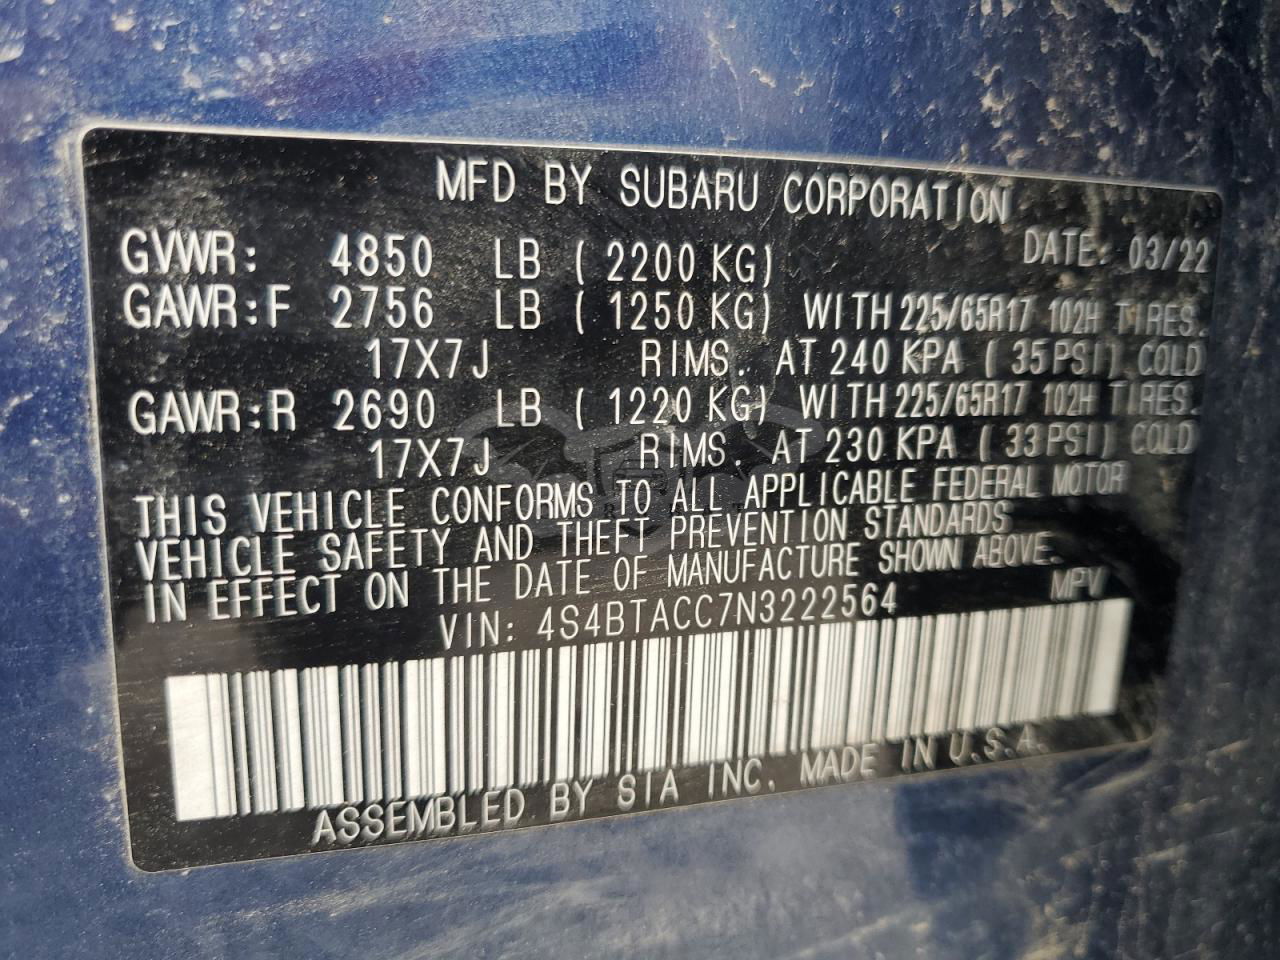 MFD BY SUBARU CORPORATION
DATE: 03/22
GVWR: 4850 LB ( 2200 KG)
GAWR:F 2756 LB ( 1250 KG) WITH 225/65R17 102H TIRES.
17X7J RIMS. AT 240 KPA ( 35PSI) COLD
GAWR:R 2690 LB ( 1220 KG) WITH 225/65R17 102H TIRES.
17X7J RIMS. AT 230 KPA ( 33PSI) COLD
THIS VEHICLE CONFORMS TO ALL APPLICABLE FEDERAL MOTOR
VEHICLE SAFETY AND THEFT PREVENTION STANDARDS
IN EFFECT ON THE DATE OF MANUFACTURE SHOWN ABOVE.
VIN: 4S4BTACC7N3222564 MPV
ASSEMBLED BY SIA INC. MADE IN U.S.A.